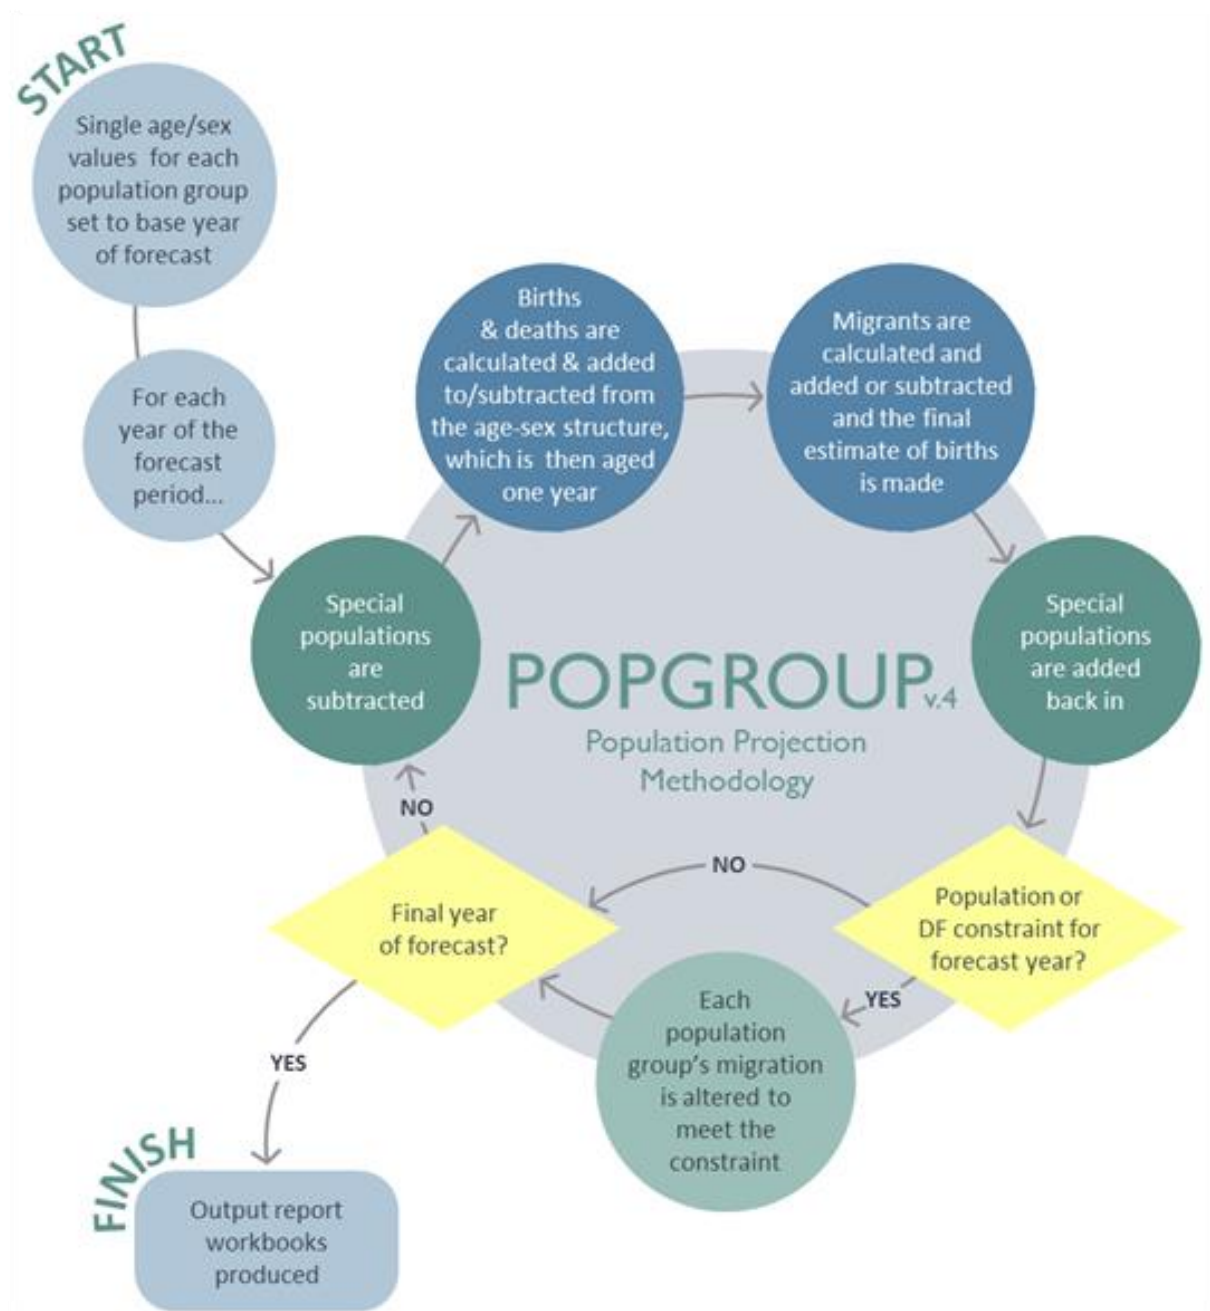 START
Single age/sex
values for each
population group
set to base year
of forecast
For each
year of the
forecast
period...
Births
& deaths are
calculated & added
to/subtracted from
the age-sex structure,
which is then aged
one year
Migrants are
calculated and
added or subtracted
and the final
estimate of births
is made
Special
populations
are
subtracted
Special
populations
are added
back in
POPGROUP v.4
Population Projection
Methodology
NO
NO
Final year
of forecast?
Population or
DF constraint for
forecast year?
YES
Each
population
group's migration
is altered to
meet the
constraint
YES
FINISH
Output report
workbooks
produced